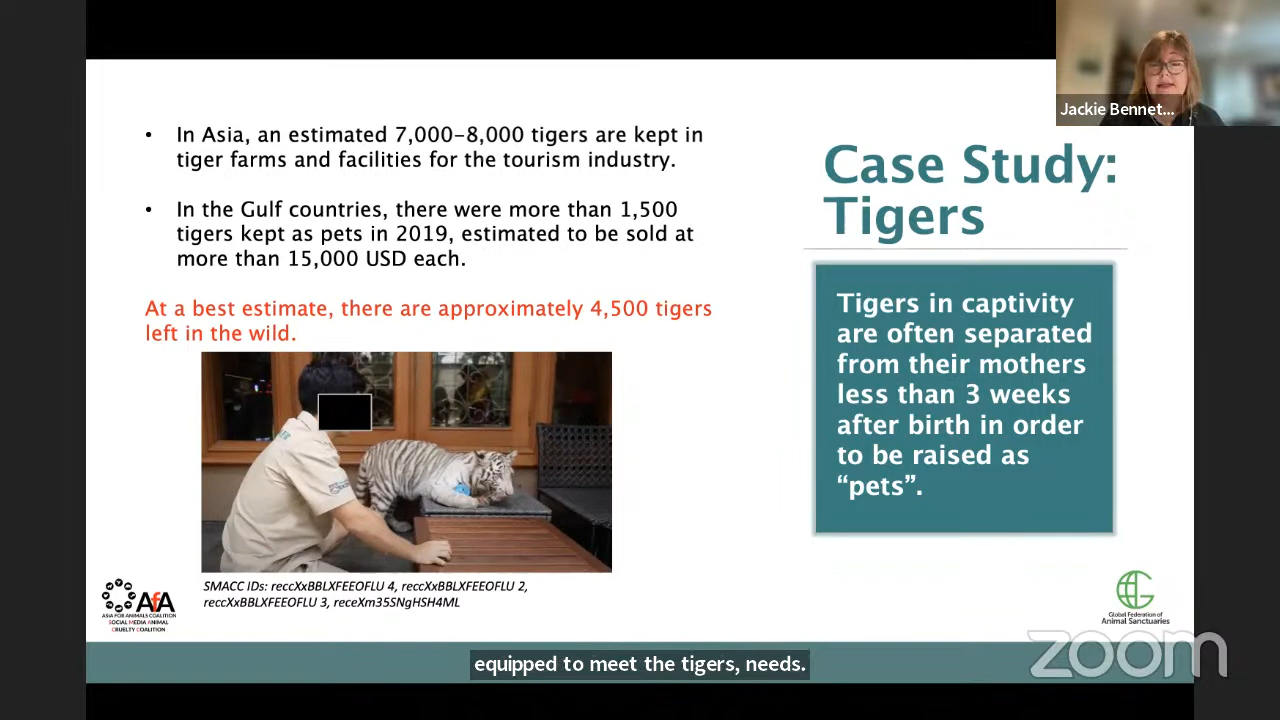 Jackie Bennet...
• In Asia, an estimated 7,000–8,000 tigers are kept in
tiger farms and facilities for the tourism industry.
• In the Gulf countries, there were more than 1,500
tigers kept as pets in 2019, estimated to be sold at
more than 15,000 USD each.
At a best estimate, there are approximately 4,500 tigers
left in the wild.
SMACC IDs: reccXxBBLXFEEOFLU 4, reccXxBBLXFEEOFLU 2,
reccXxBBLXFEEOFLU 3, receXm35SNgHSH4ML
Case Study:
Tigers
Tigers in captivity
are often separated
from their mothers
less than 3 weeks
after birth in order
to be raised as
“pets”.
AfA
ASIA FOR ANIMALS COALITION
SOCIAL MEDIA ANIMAL
CRUELTY COALITION
Global Federation of
Animal Sanctuaries
equipped to meet the tigers, needs.
zoom